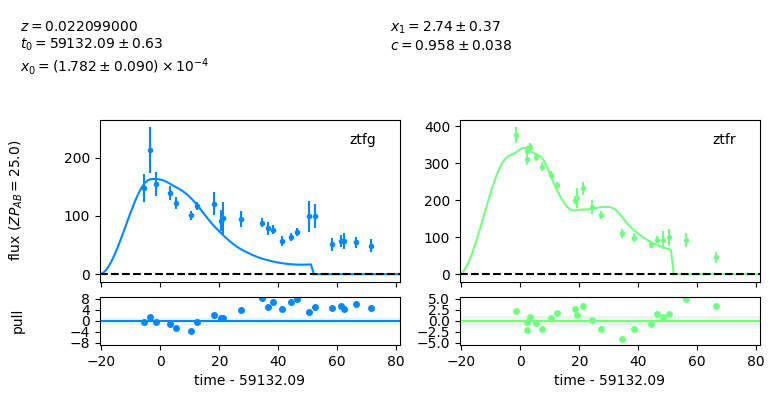 z = 0.022099000
t₀ = 59132.09 ± 0.63
x₀ = (1.782 ± 0.090) × 10⁻⁴
x₁ = 2.74 ± 0.37
c = 0.958 ± 0.038
flux (ZP_AB = 25.0)
200
100
0
ztfg
400
300
200
100
0
ztfr
pull
8
4
0
−4
−8
−20 0 20 40 60 80
time - 59132.09
5.0
2.5
0.0
−2.5
−5.0
−20 0 20 40 60 80
time - 59132.09